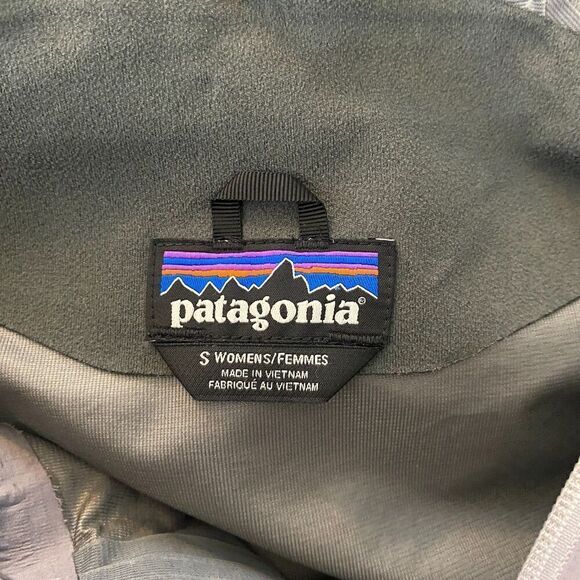 patagonia®
S WOMENS/FEMMES
MADE IN VIETNAM
FABRIQUÉ AU VIETNAM